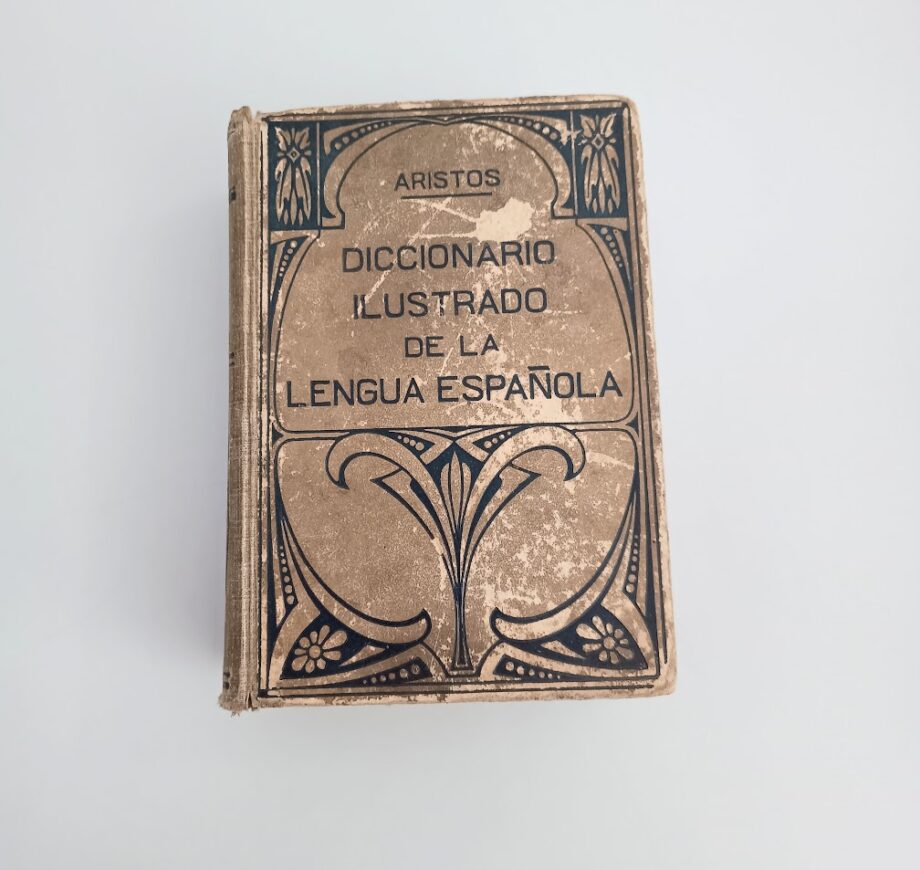 ARISTOS
DICCIONARIO
ILUSTRADO
DE LA
LENGUA ESPAÑOLA